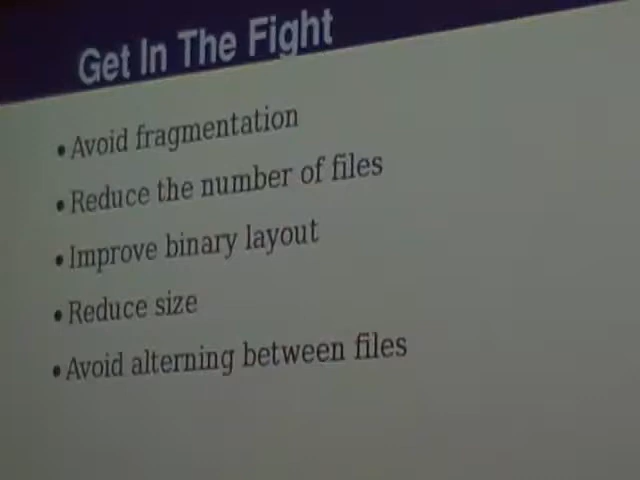 Get In The Fight
• Avoid fragmentation
• Reduce the number of files
• Improve binary layout
• Reduce size
• Avoid alterning between files